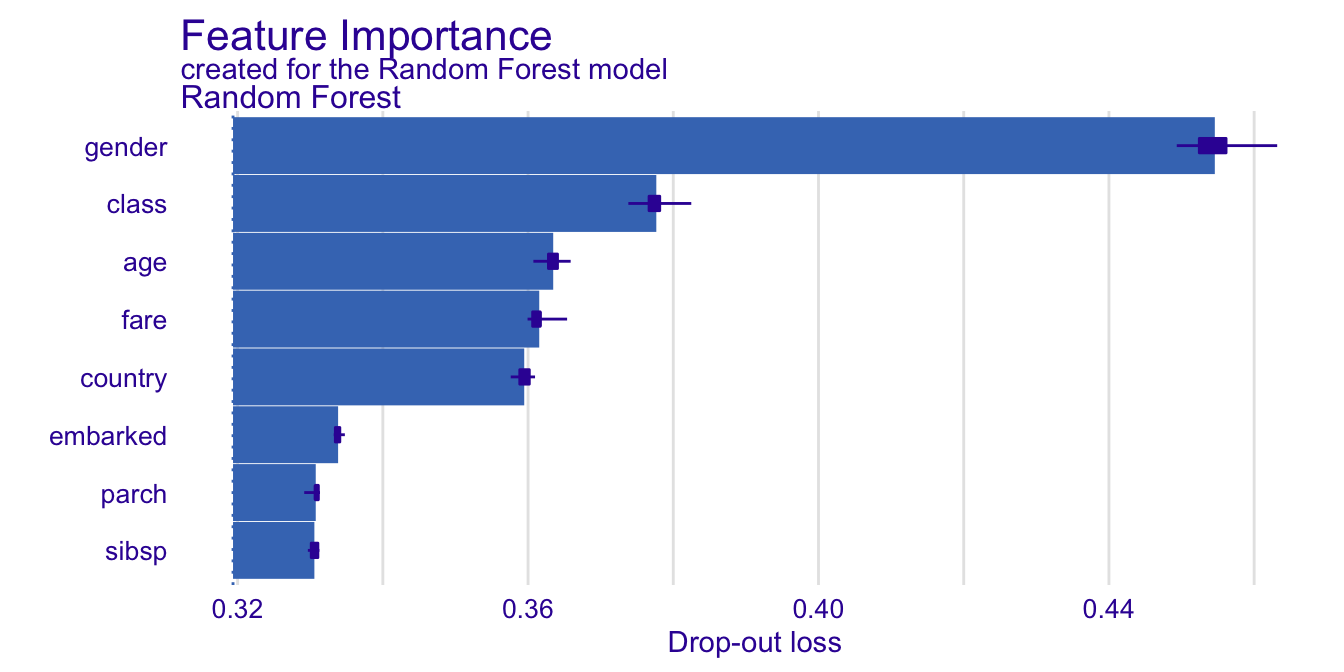 Feature Importance
created for the Random Forest model
Random Forest
gender
class
age
fare
country
embarked
parch
sibsp
0.32 0.36 0.40 0.44
Drop-out loss